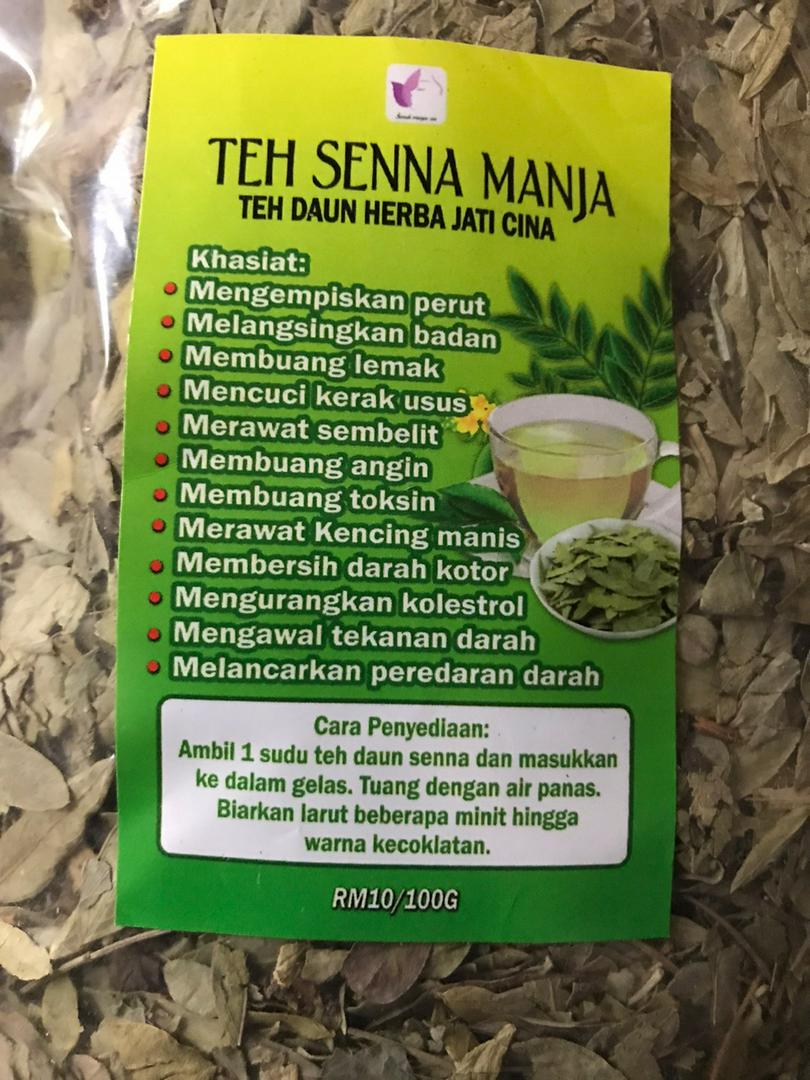 TEH SENNA MANJA
TEH DAUN HERBA JATI CINA
Khasiat:
Mengempiskan perut
Melangsingkan badan
Membuang lemak
Mencuci kerak usus
Merawat sembelit
Membuang angin
Membuang toksin
Merawat Kencing manis
Membersih darah kotor
Mengurangkan kolestrol
Mengawal tekanan darah
Melancarkan peredaran darah
Cara Penyediaan:
Ambil 1 sudu teh daun senna dan masukkan
ke dalam gelas. Tuang dengan air panas.
Biarkan larut beberapa minit hingga
warna kecoklatan.
RM10/100G